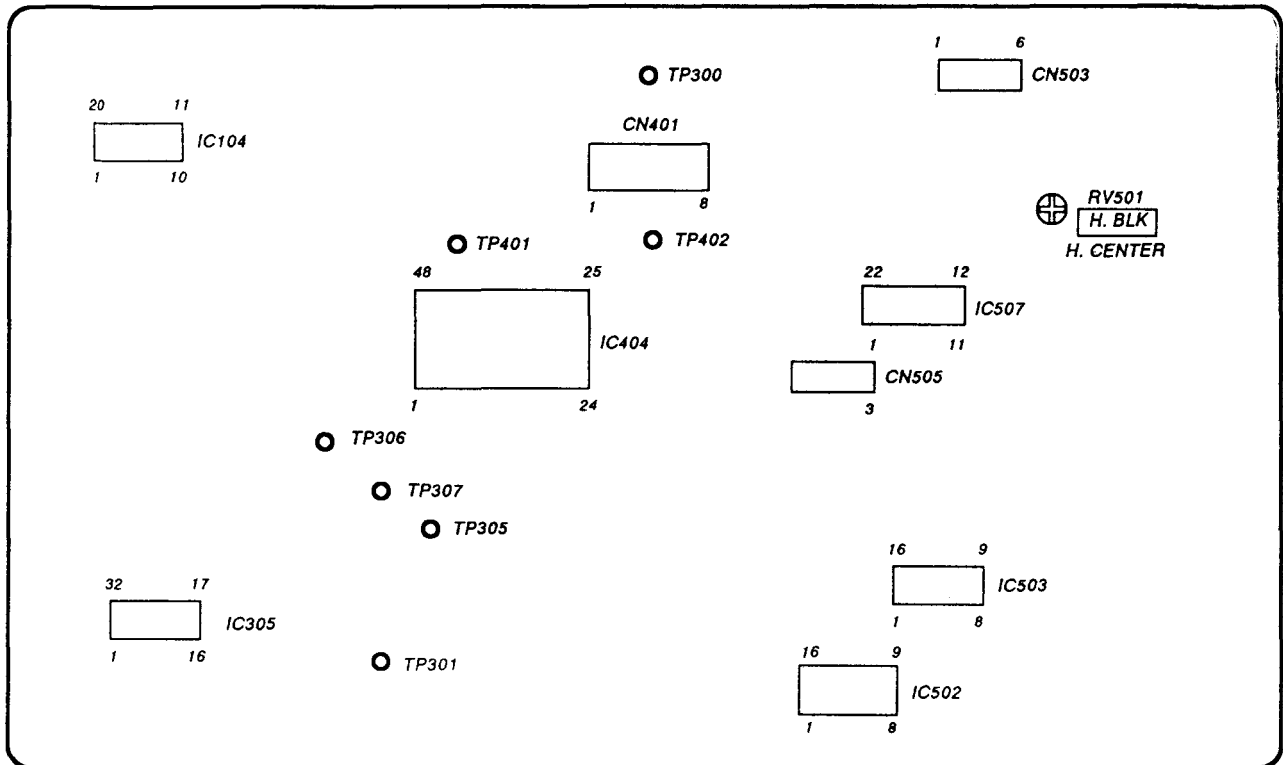 1 6
TP300 CN503
20 11
CN401
IC104
1 10
RV501
1 8
H. BLK
TP401 TP402
H. CENTER
48 25
22 12
IC507
IC404
1 11
CN505
1 24
3
TP306
TP307
TP305
16 9
32 17
IC503
IC305
1 8
1 16
16 9
TP301
IC502
1 8